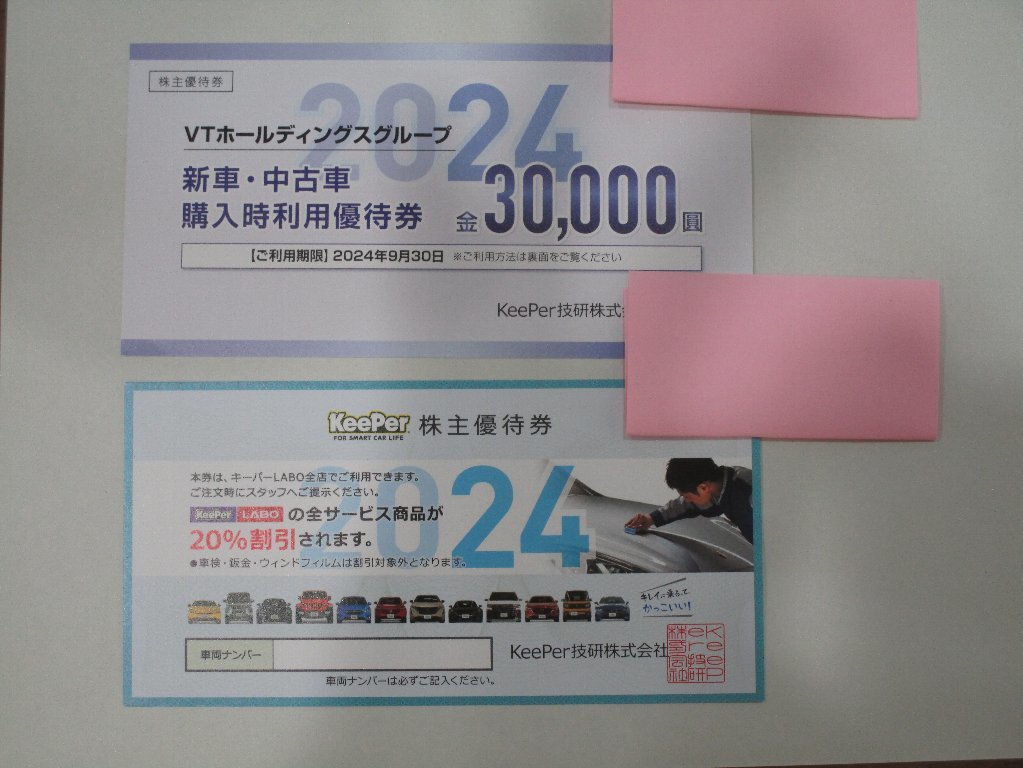 株主優待券
2024
VTホールディングスグループ
新車・中古車
購入時利用優待券 金30,000圓
【ご利用期限】2024年9月30日 ※ご利用方法は裏面をご覧ください
KeePer技研株式
KeePer 株主優待券
FOR SMART CAR LIFE
2024
本券は、キーパーLABO全店でご利用できます。
ご注文時にスタッフへご提示ください。
KeePer LABO の全サービス商品が
20%割引されます。
●車検・鈑金・ウィンドフィルムは割引対象外となります。
キレイに乗るって
かっこいい!
車両ナンバー
KeePer技研株式会社
車両ナンバーは必ずご記入ください。